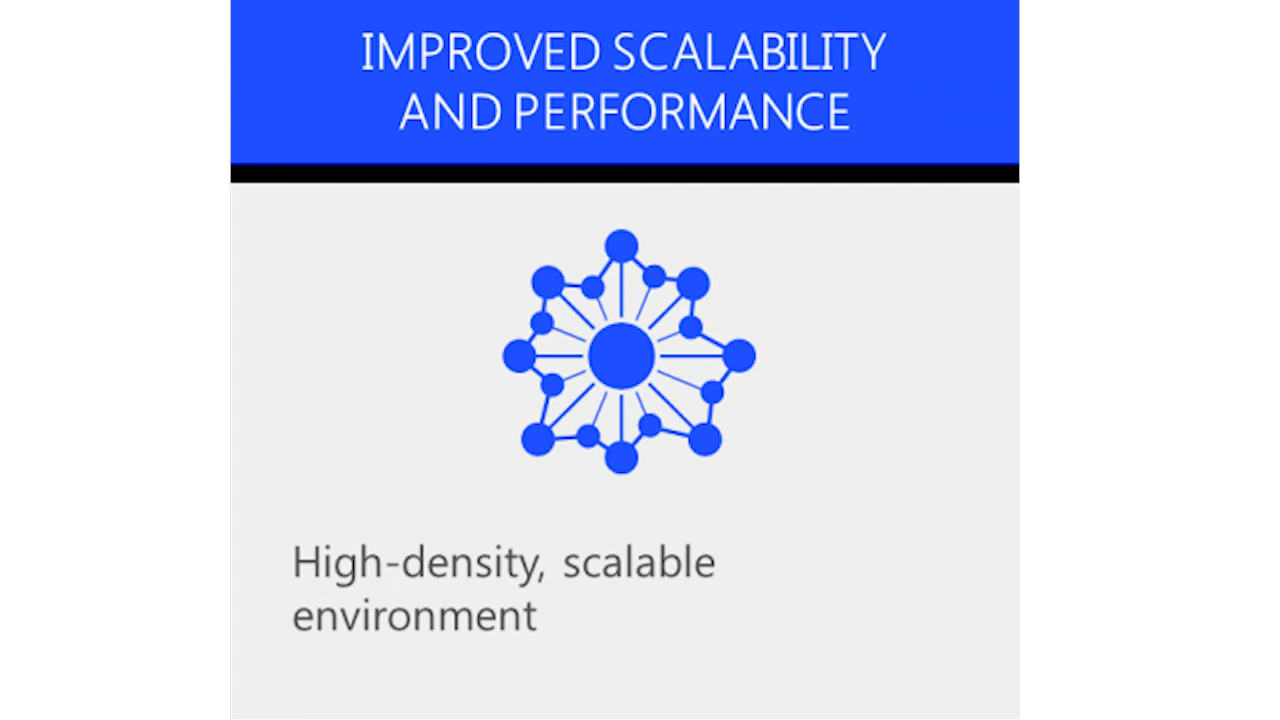 IMPROVED SCALABILITY
AND PERFORMANCE
High-density, scalable
environment